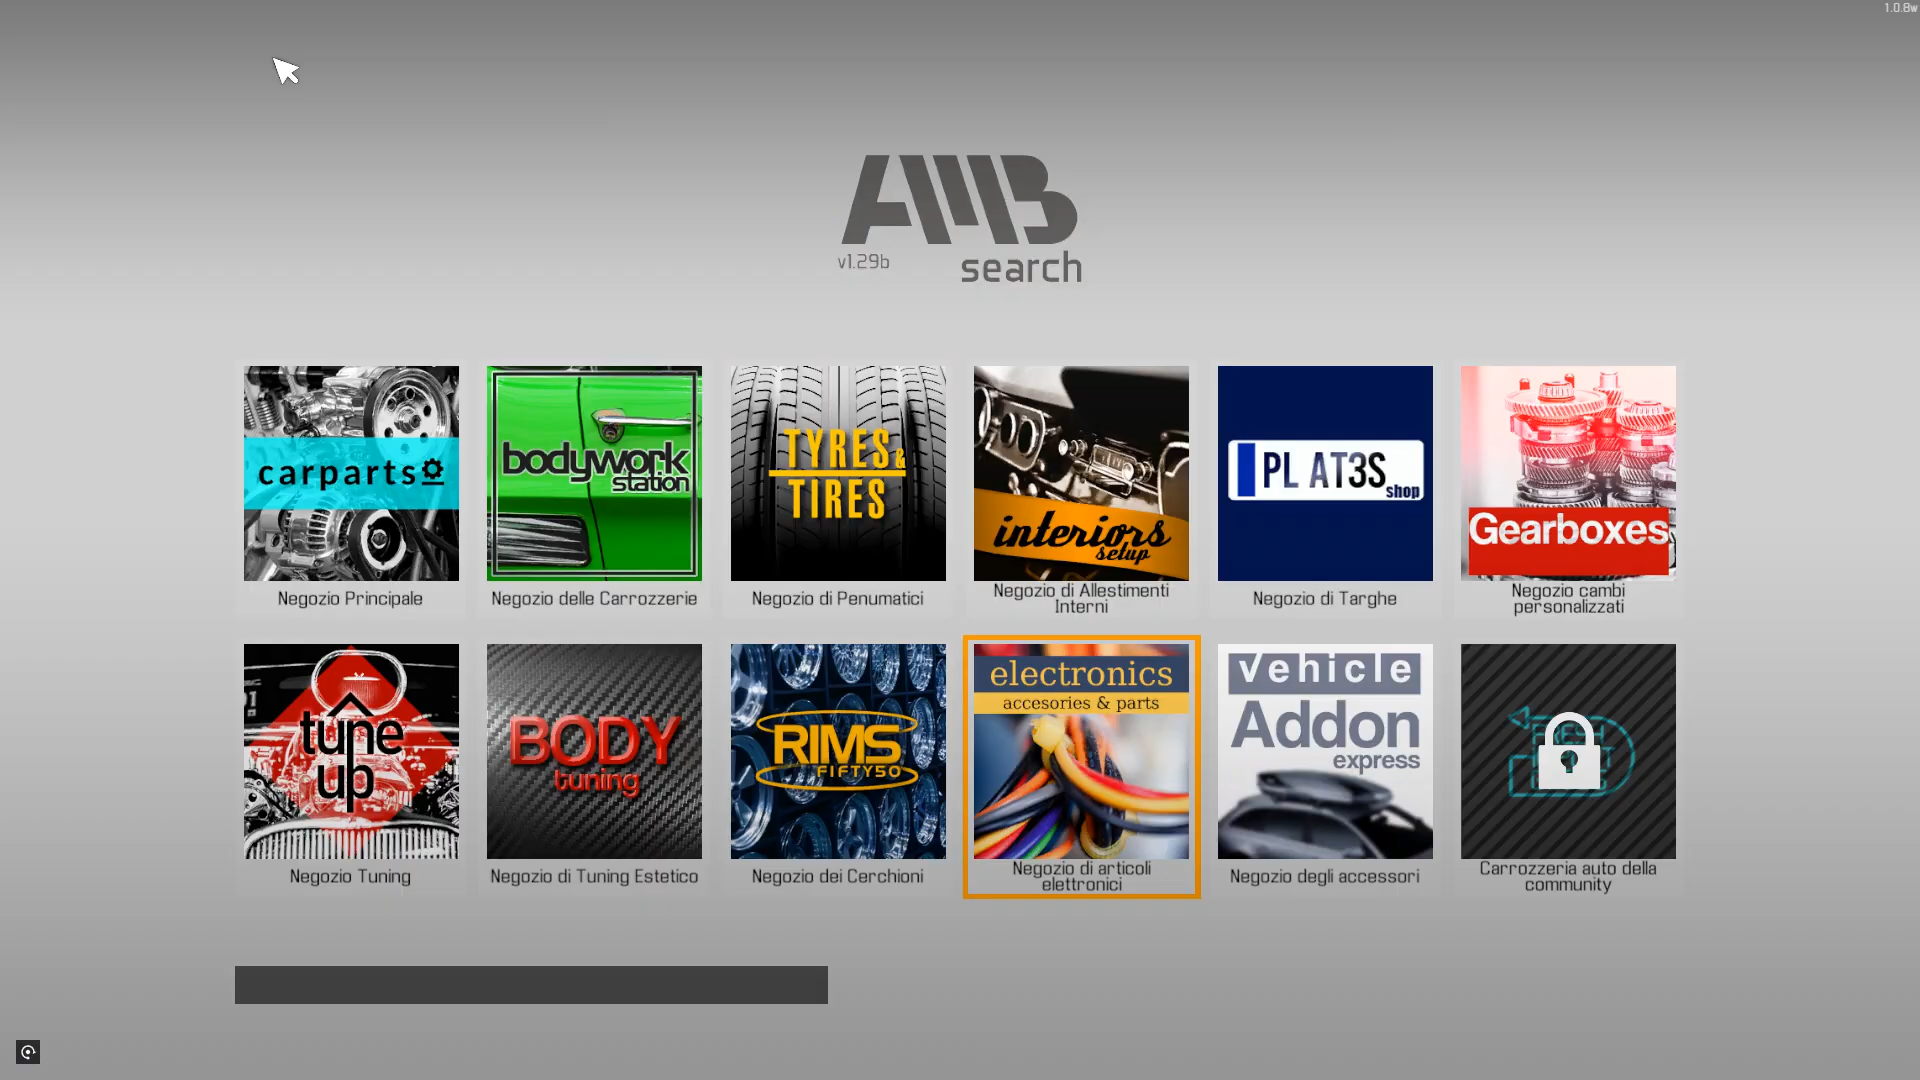 1.0.8w
AMB
v1.29b
search
carparts
bodywork
station
TYRES &
TIRES
interiors
setup
PL AT3S
shop
Gearboxes
Negozio Principale
Negozio delle Carrozzerie
Negozio di Penumatici
Negozio di Allestimenti
Interni
Negozio di Targhe
Negozio cambi
personalizzati
tune
up
BODY
tuning
RIMS
FIFTY50
electronics
accesories & parts
vehicle
Addon
express
FRESH
Negozio Tuning
Negozio di Tuning Estetico
Negozio dei Cerchioni
Negozio di articoli
elettronici
Negozio degli accessori
Carrozzeria auto della
community